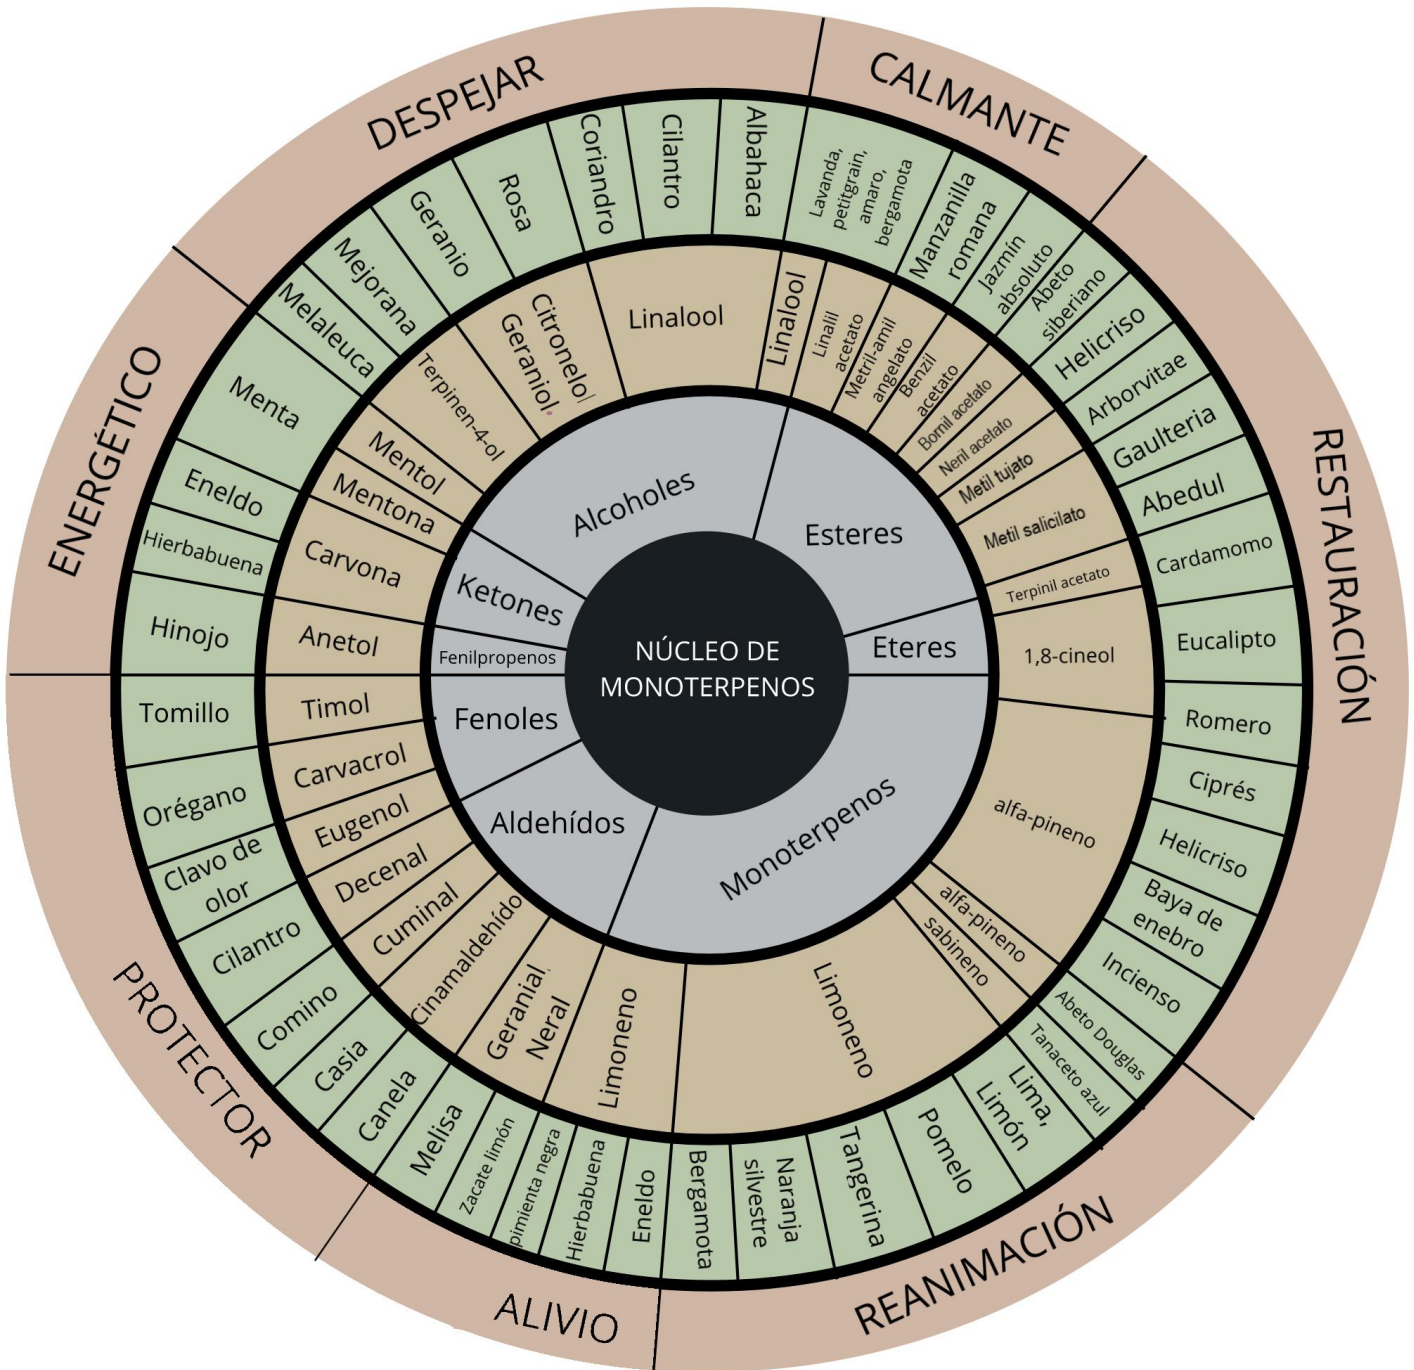 DESPEJAR
CALMANTE
RESTAURACIÓN
REANIMACIÓN
ALIVIO
PROTECTOR
ENERGÉTICO
Albahaca
Lavanda,
petitgrain,
amaro,
bergamota
Manzanilla
romana
Jazmín
absoluto
Abeto
siberiano
Helicriso
Arborvitae
Gaulteria
Abedul
Cardamomo
Eucalipto
Romero
Ciprés
Helicriso
Baya de
enebro
Incienso
Abeto Douglas
Tanaceto azul
Lima,
Limón
Pomelo
Tangerina
Naranja
silvestre
Bergamota
Eneldo
Hierbabuena
pimienta negra
Zacate limón
Melisa
Canela
Casia
Comino
Cilantro
Clavo de
olor
Orégano
Tomillo
Hinojo
Hierbabuena
Eneldo
Menta
Melaleuca
Mejorana
Geranio
Rosa
Coriandro
Cilantro
Linalool
Linalool
Linalil
acetato
Metril-amil
angelato
Benzil
acetato
Bornil acetato
Neril acetato
Metil tujato
Metil salicilato
Terpinil acetato
1,8-cineol
alfa-pineno
alfa-pineno
sabineno
Limoneno
Limoneno
Geranial,
Neral
Cinamaldehído
Cuminal
Decenal
Eugenol
Carvacrol
Timol
Anetol
Carvona
Mentona
Mentol
Terpinen-4-ol
Citronelol
Geraniol
Alcoholes
Esteres
Eteres
Monoterpenos
Aldehídos
Fenoles
Fenilpropenos
Ketones
NÚCLEO DE
MONOTERPENOS